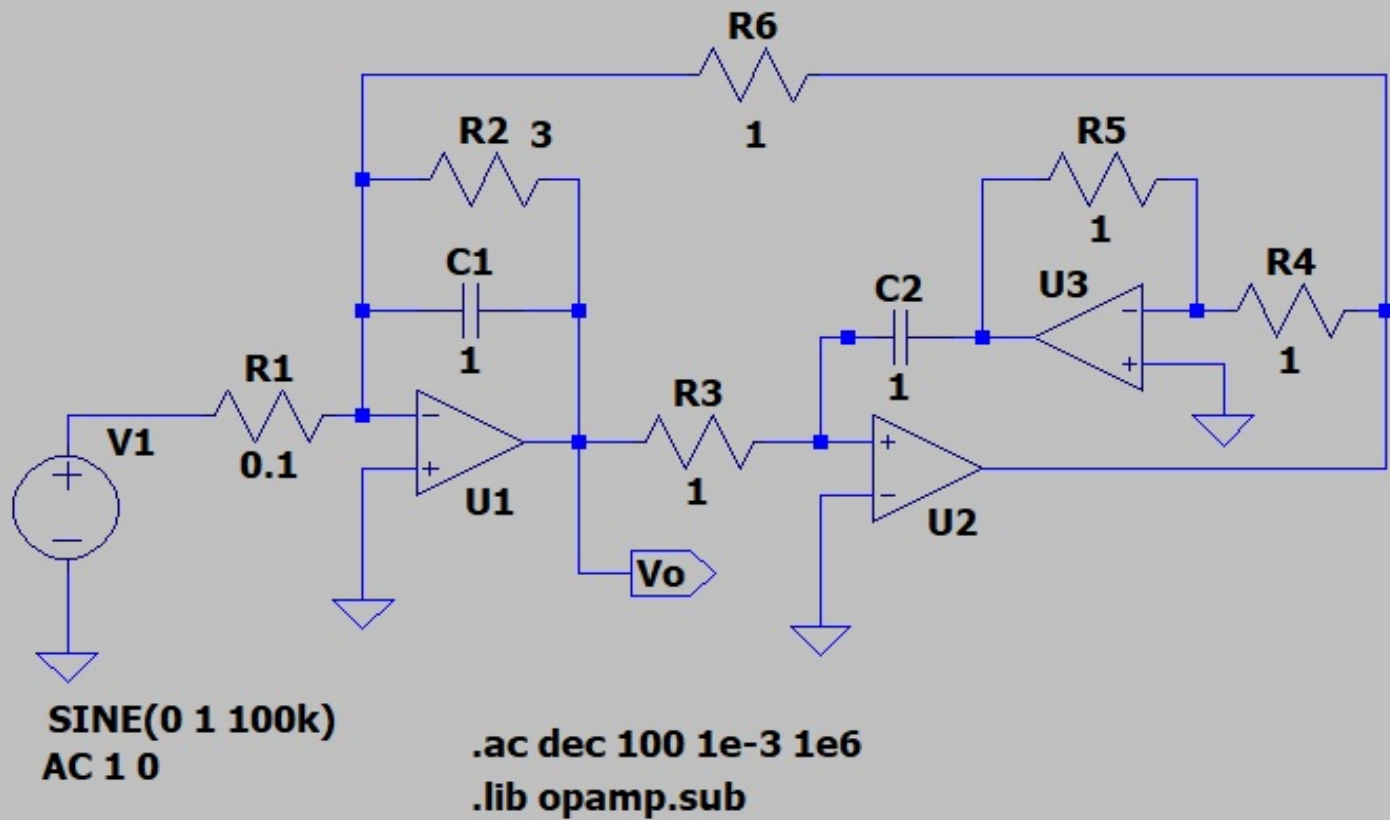 R6
1
R2 3
R5
1
C1
1
U3
R4
1
C2
1
R1
0.1
V1
R3
1
U1
U2
Vo
SINE(0 1 100k)
AC 1 0
.ac dec 100 1e-3 1e6
.lib opamp.sub